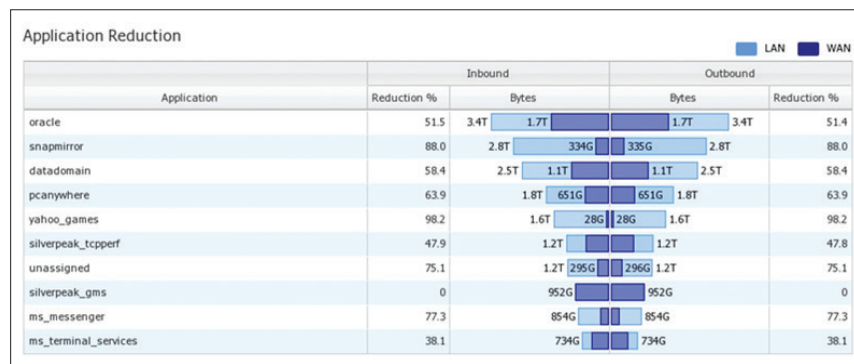 Application Reduction
LAN WAN
Inbound Outbound
Application Reduction % Bytes Bytes Reduction %
oracle 51.5 3.4T 1.7T 1.7T 3.4T 51.4
snapmirror 88.0 2.8T 334G 335G 2.8T 88.0
datadomain 58.4 2.5T 1.1T 1.1T 2.5T 58.4
pcanywhere 63.9 1.8T 651G 651G 1.8T 63.9
yahoo_games 98.2 1.6T 28G 28G 1.6T 98.2
silverpeak_tcpperf 47.9 1.2T 1.2T 47.8
unassigned 75.1 1.2T 295G 296G 1.2T 75.1
silverpeak_gms 0 952G 952G 0
ms_messenger 77.3 854G 854G 77.3
ms_terminal_services 38.1 734G 734G 38.1